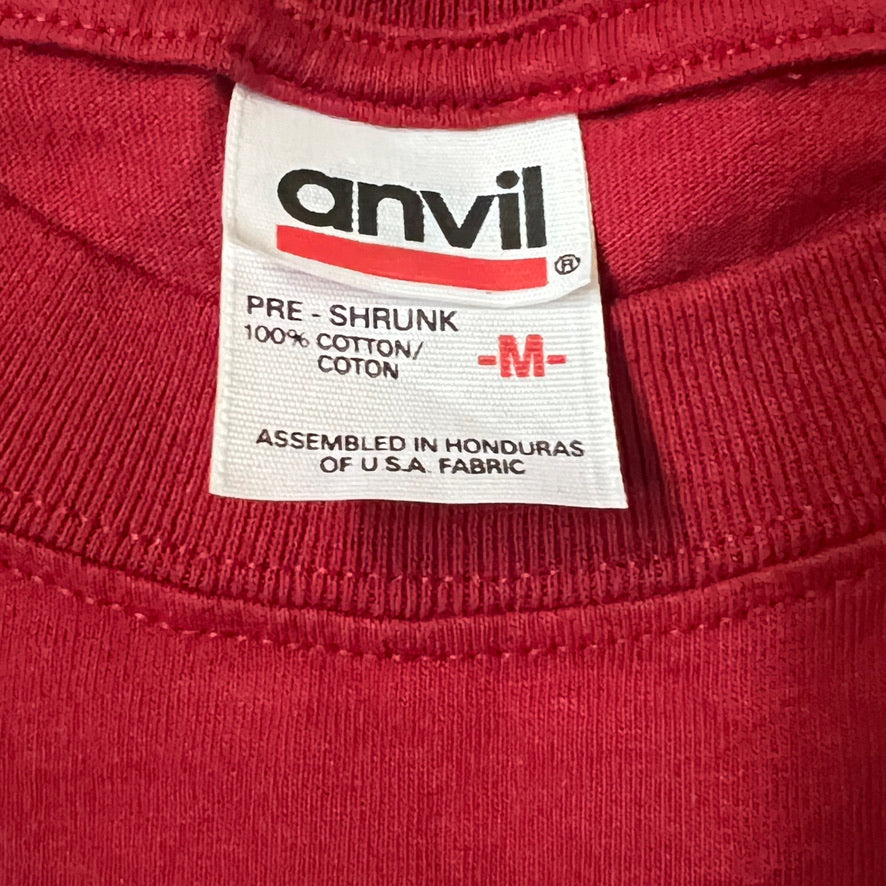 anvil®
PRE - SHRUNK
100% COTTON/
COTON
-M-
ASSEMBLED IN HONDURAS
OF U.S.A. FABRIC